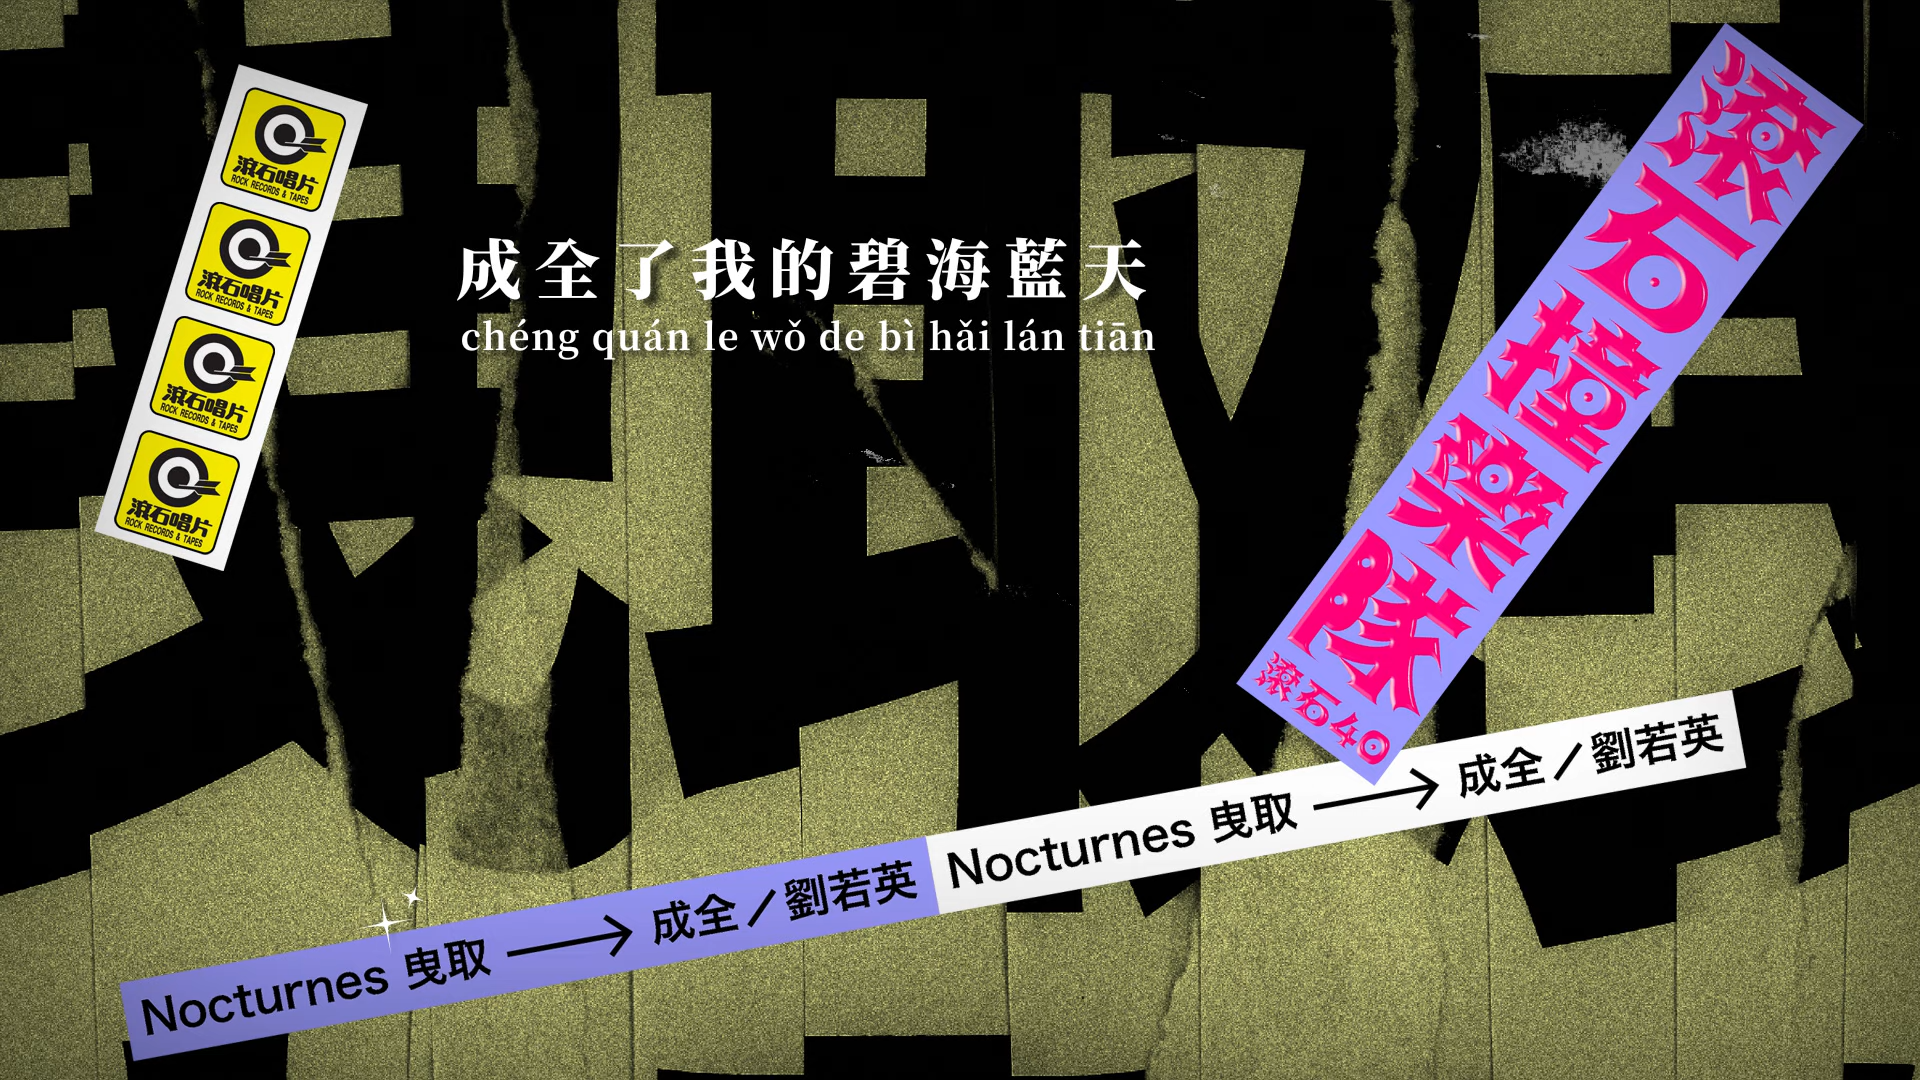 滾石唱片
ROCK RECORDS & TAPES
滾石唱片
ROCK RECORDS & TAPES
滾石唱片
ROCK RECORDS & TAPES
滾石唱片
ROCK RECORDS & TAPES
成全了我的碧海藍天
chéng quán le wǒ de bì hǎi lán tiān
滾石撞樂隊
滾石40
Nocturnes 曳取 → 成全／劉若英
Nocturnes 曳取 → 成全／劉若英